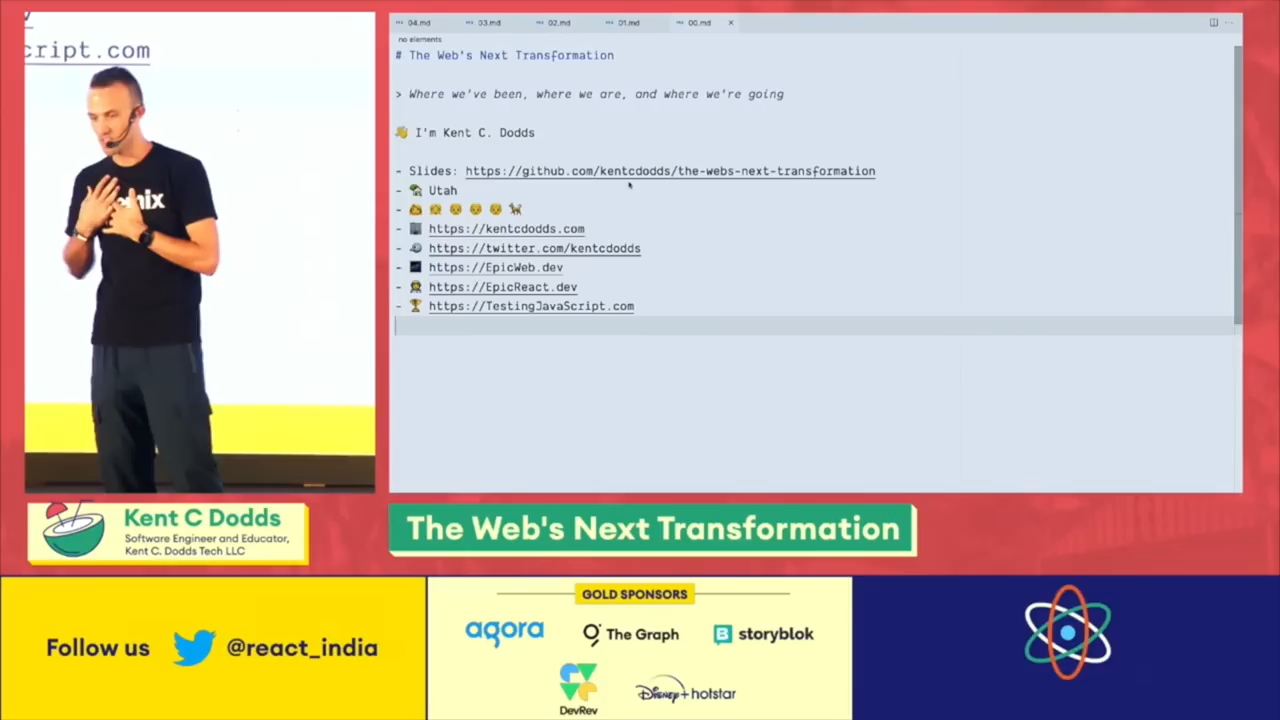 cript.com
remix
04.md
03.md
02.md
01.md
00.md
no elements
# The Web's Next Transformation
> Where we've been, where we are, and where we're going
👋 I'm Kent C. Dodds
- Slides: https://github.com/kentcdodds/the-webs-next-transformation
- 🏡 Utah
- 👩 👧 👦 👦 👦 🐕
- 🏢 https://kentcdodds.com
- 🐦 https://twitter.com/kentcdodds
- https://EpicWeb.dev
- 👩‍🚀 https://EpicReact.dev
- 🏆 https://TestingJavaScript.com
Kent C Dodds
Software Engineer and Educator,
Kent C. Dodds Tech LLC
The Web's Next Transformation
Follow us @react_india
GOLD SPONSORS
agora
The Graph
B storyblok
DevRev
Disney+ hotstar